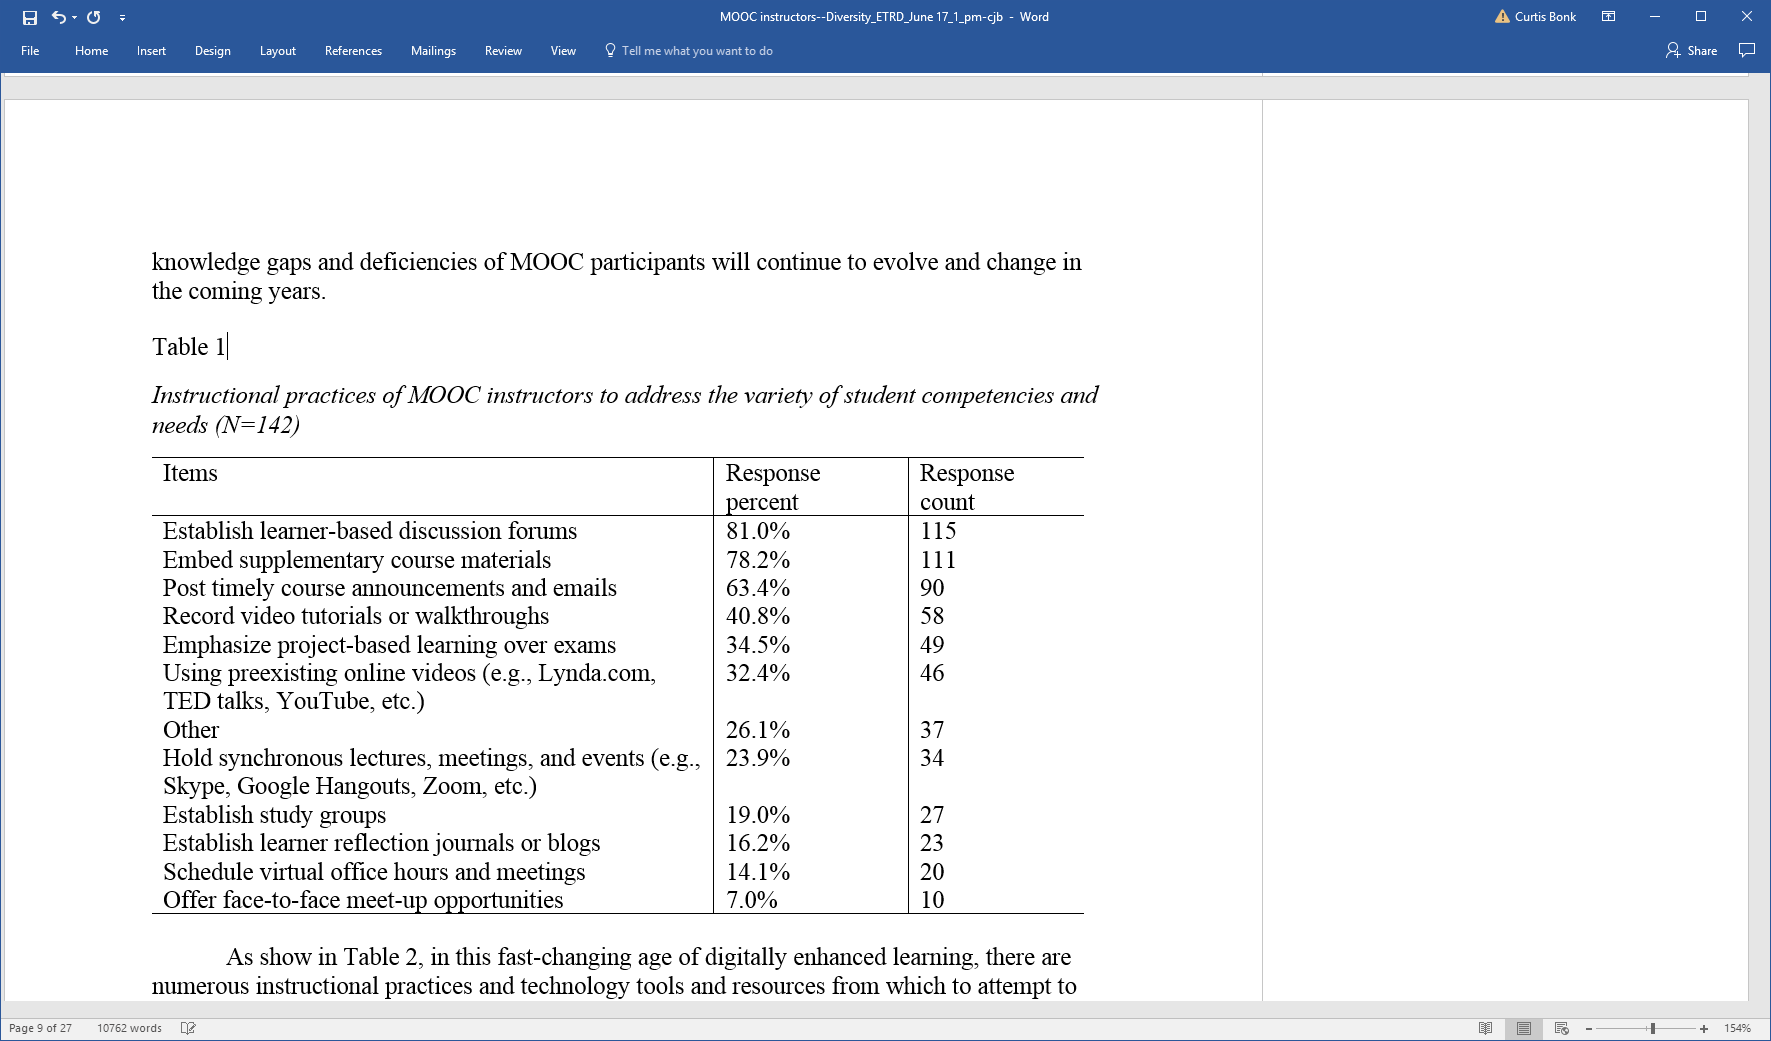 MOOC instructors--Diversity_ETRD_June 17_1_pm-cjb - Word
Curtis Bonk
File Home Insert Design Layout References Mailings Review View Tell me what you want to do Share
knowledge gaps and deficiencies of MOOC participants will continue to evolve and change in
the coming years.
Table 1
Instructional practices of MOOC instructors to address the variety of student competencies and
needs (N=142)
Items Response percent Response count
Establish learner-based discussion forums 81.0% 115
Embed supplementary course materials 78.2% 111
Post timely course announcements and emails 63.4% 90
Record video tutorials or walkthroughs 40.8% 58
Emphasize project-based learning over exams 34.5% 49
Using preexisting online videos (e.g., Lynda.com, 32.4% 46
TED talks, YouTube, etc.)
Other 26.1% 37
Hold synchronous lectures, meetings, and events (e.g., 23.9% 34
Skype, Google Hangouts, Zoom, etc.)
Establish study groups 19.0% 27
Establish learner reflection journals or blogs 16.2% 23
Schedule virtual office hours and meetings 14.1% 20
Offer face-to-face meet-up opportunities 7.0% 10
As show in Table 2, in this fast-changing age of digitally enhanced learning, there are
numerous instructional practices and technology tools and resources from which to attempt to
Page 9 of 27 10762 words 154%